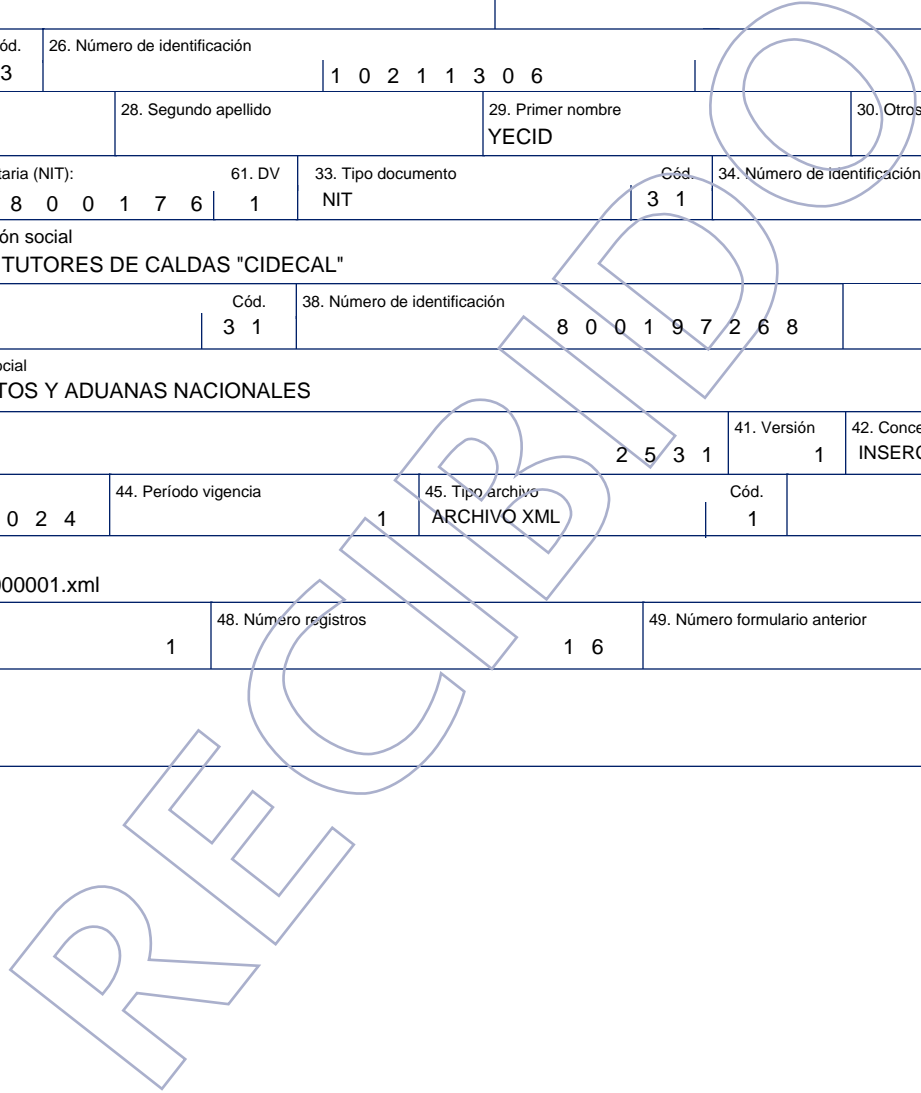 ód. 26. Número de identificación
3 1 0 2 1 1 3 0 6
28. Segundo apellido 29. Primer nombre 30. Otros
YECID
taria (NIT): 61. DV 33. Tipo documento Cód. 34. Número de identificación
8 0 0 1 7 6 1 NIT 3 1
ón social
TUTORES DE CALDAS "CIDECAL"
Cód. 38. Número de identificación
3 1 8 0 0 1 9 7 2 6 8
ocial
TOS Y ADUANAS NACIONALES
41. Versión 42. Conce
2 5 3 1 1 INSERC
44. Período vigencia 45. Tipo archivo Cód.
0 2 4 1 ARCHIVO XML 1
000001.xml
48. Número registros 49. Número formulario anterior
1 1 6
RECIBIDO